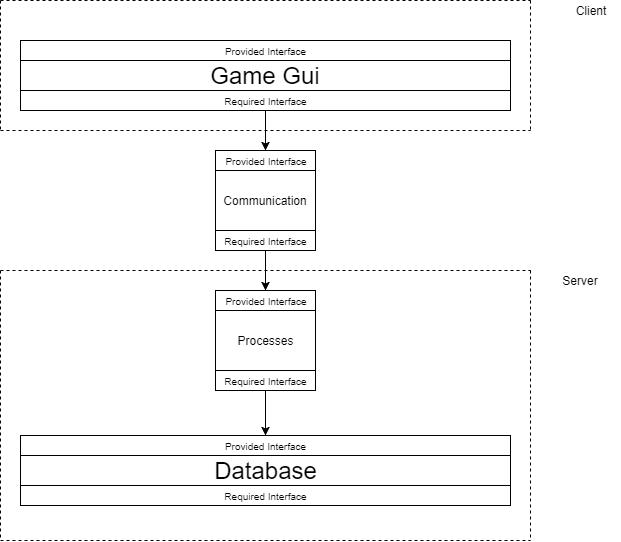 Client
Provided Interface
Game Gui
Required Interface
Provided Interface
Communication
Required Interface
Server
Provided Interface
Processes
Required Interface
Provided Interface
Database
Required Interface